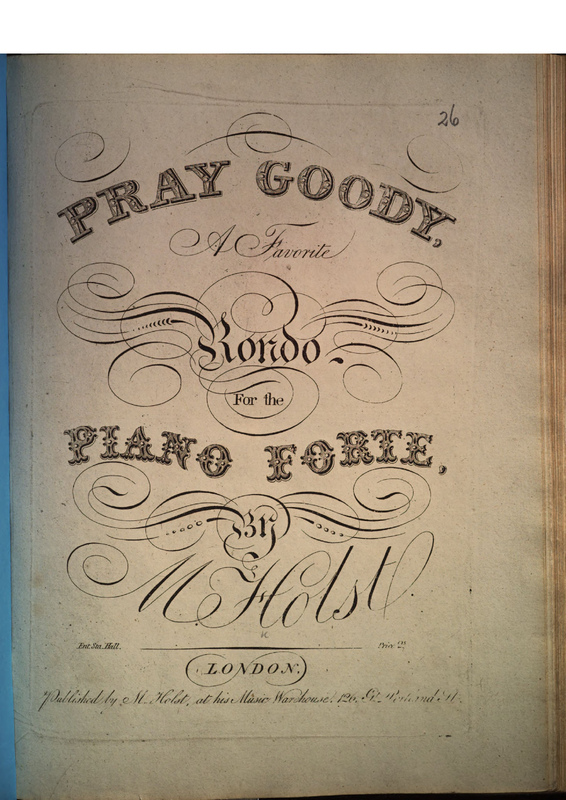 26
PRAY GOODY,
A Favorite
Rondo.
For the
PIANO FORTE,
By
M Holst
Ent. Sta. Hall.
Price 2/
LONDON.
Published by M. Holst, at his Music Warehouse, 126, Gt. Portland St.